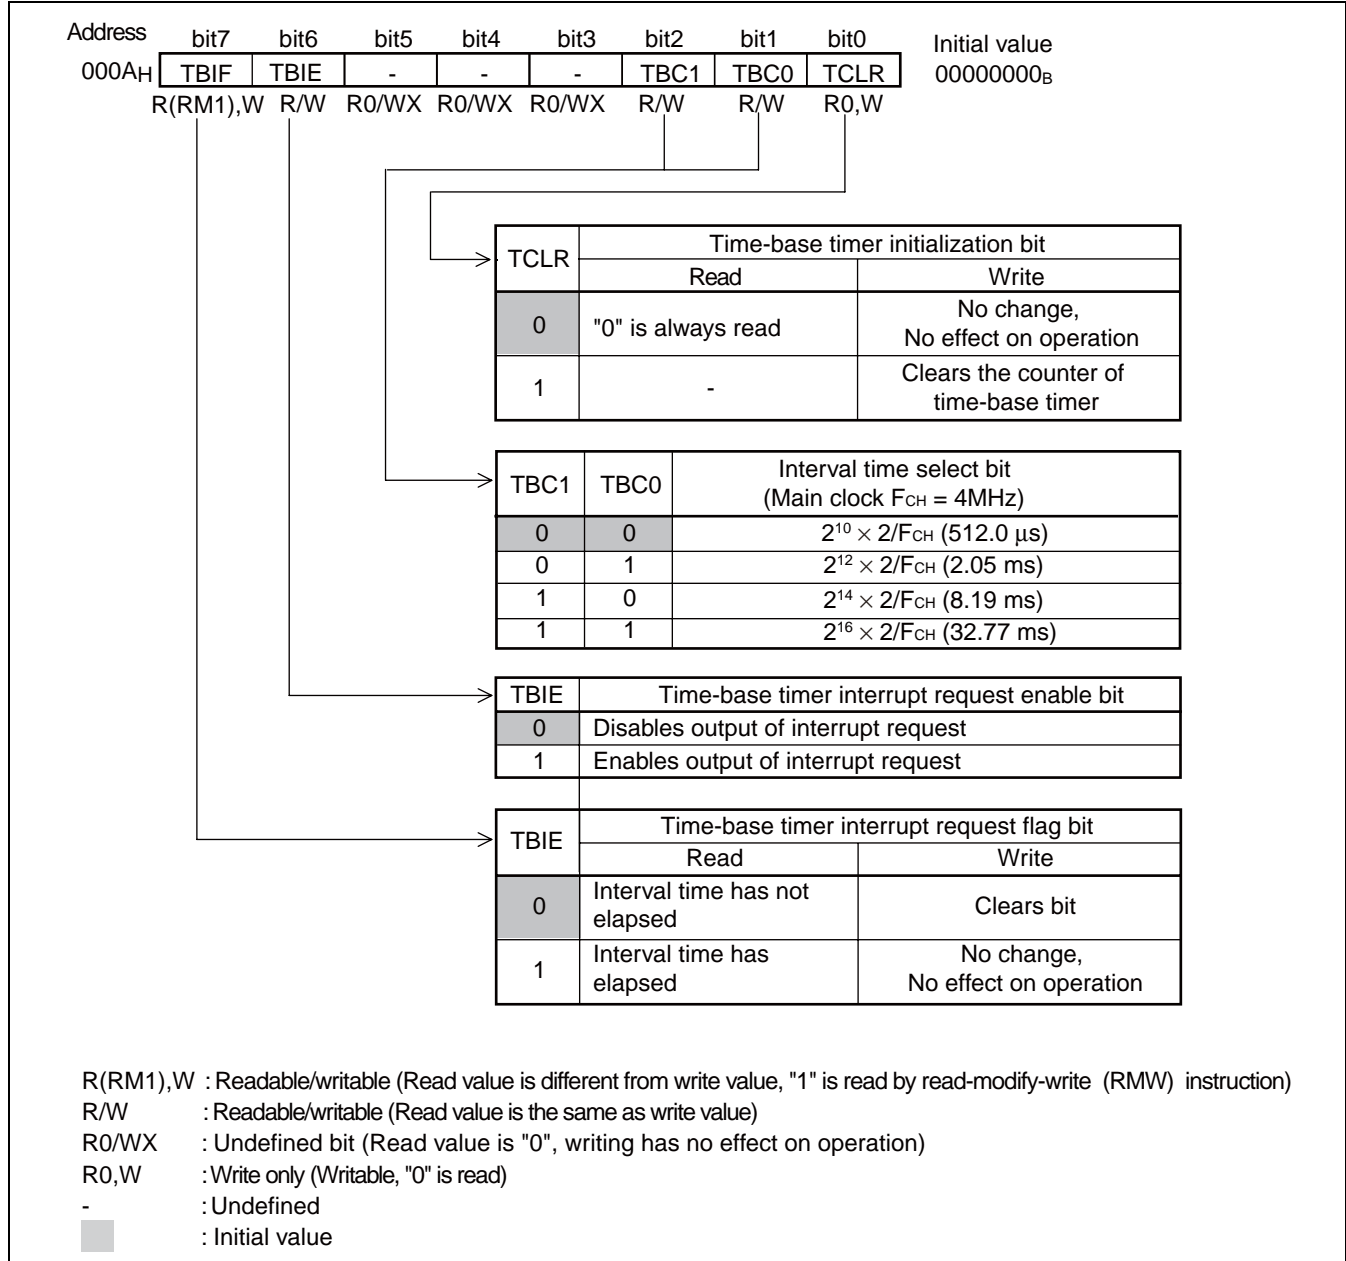 Address bit7 bit6 bit5 bit4 bit3 bit2 bit1 bit0 Initial value
000AH TBIF TBIE - - - TBC1 TBC0 TCLR 00000000B
R(RM1),W R/W R0/WX R0/WX R0/WX R/W R/W R0,W
TCLR Time-base timer initialization bit
Read Write
0 "0" is always read No change,
No effect on operation
1 - Clears the counter of
time-base timer
TBC1 TBC0 Interval time select bit
(Main clock FCH = 4MHz)
0 0 2¹⁰ × 2/FCH (512.0 μs)
0 1 2¹² × 2/FCH (2.05 ms)
1 0 2¹⁴ × 2/FCH (8.19 ms)
1 1 2¹⁶ × 2/FCH (32.77 ms)
TBIE Time-base timer interrupt request enable bit
0 Disables output of interrupt request
1 Enables output of interrupt request
TBIE Time-base timer interrupt request flag bit
Read Write
0 Interval time has not
elapsed Clears bit
1 Interval time has
elapsed No change,
No effect on operation
R(RM1),W : Readable/writable (Read value is different from write value, "1" is read by read-modify-write (RMW) instruction)
R/W : Readable/writable (Read value is the same as write value)
R0/WX : Undefined bit (Read value is "0", writing has no effect on operation)
R0,W : Write only (Writable, "0" is read)
- : Undefined
: Initial value